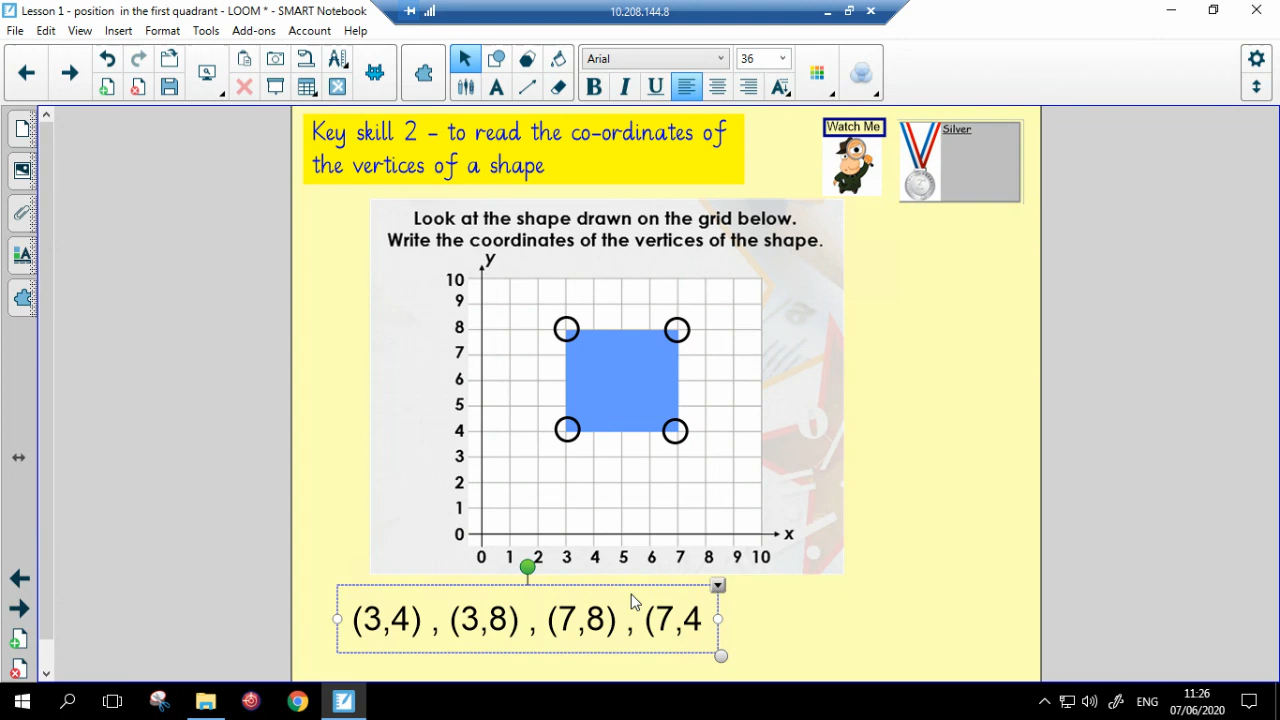 Lesson 1 - position  in the first quadrant - LOOM * - SMART Notebook
10.208.144.8
File Edit View Insert Format Tools Add-ons Account Help
Arial 36
B I U
Key skill 2 - to read the co-ordinates of
the vertices of a shape
Watch Me
Silver
Look at the shape drawn on the grid below.
Write the coordinates of the vertices of the shape.
y
10
9
8
7
6
5
4
3
2
1
0
x
0 1 2 3 4 5 6 7 8 9 10
(3,4) , (3,8) , (7,8) , (7,4
ENG
11:26
07/06/2020